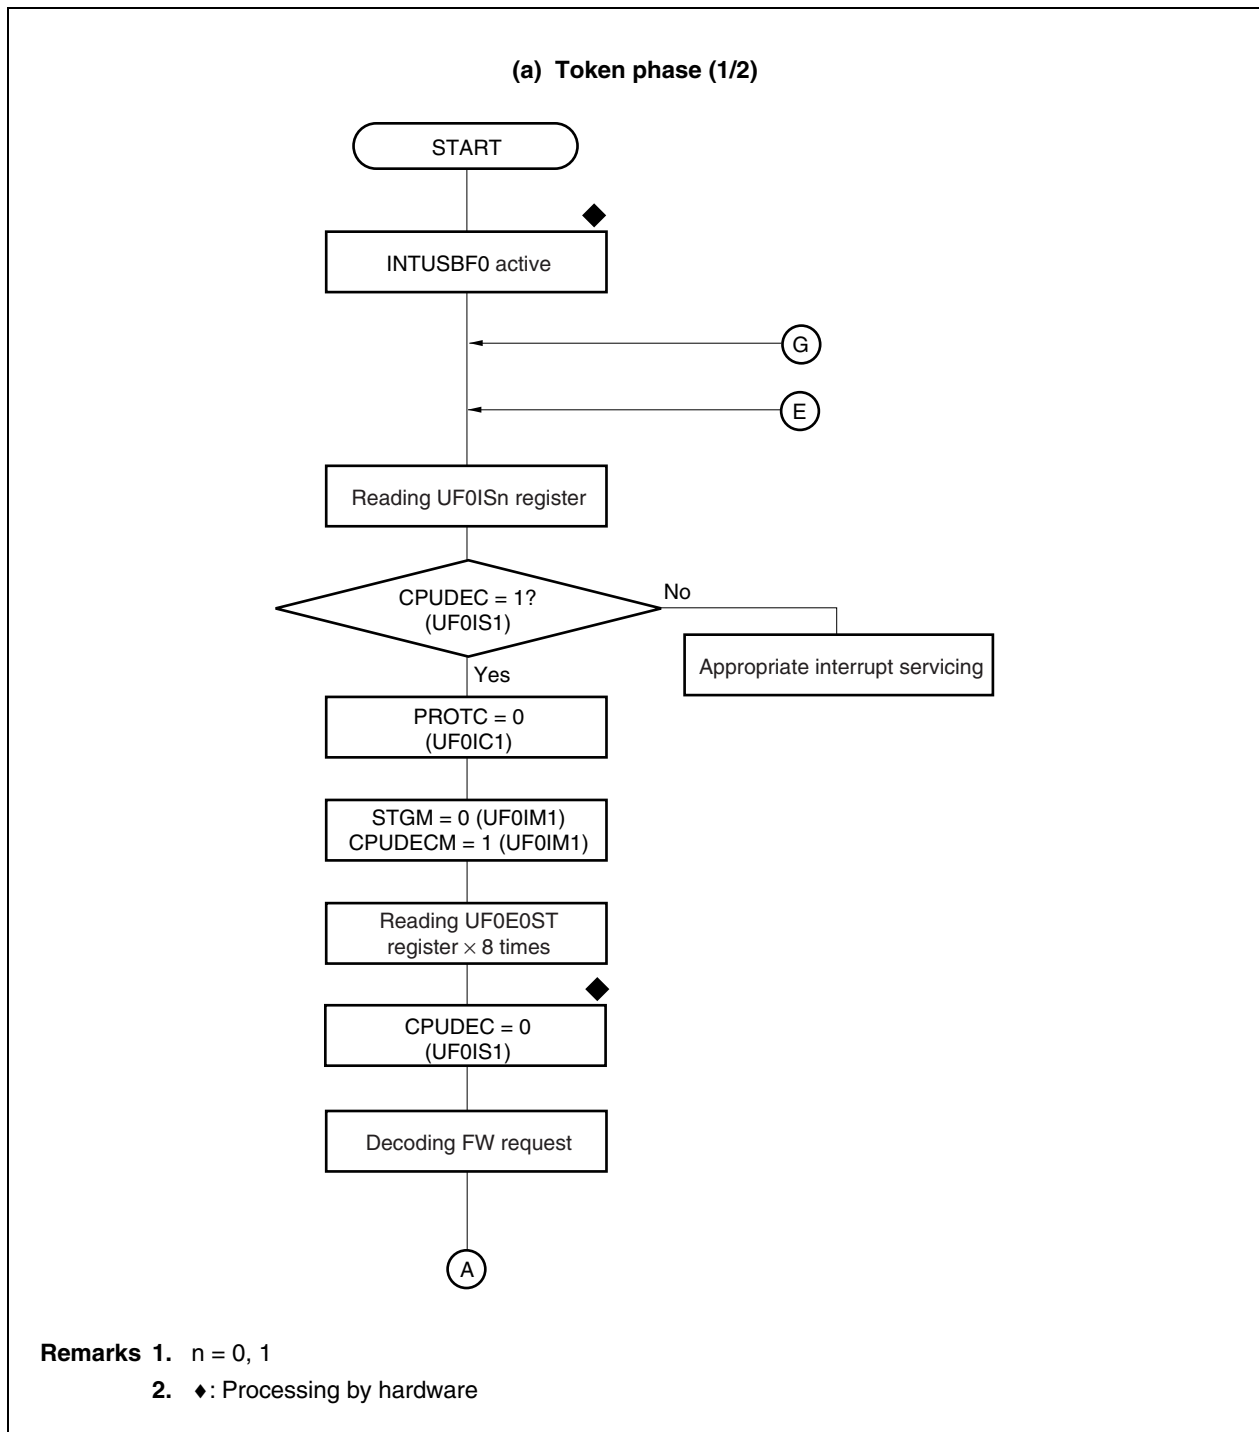 (a) Token phase (1/2)
START
◆
INTUSBF0 active
G
E
Reading UF0ISn register
CPUDEC = 1?
(UF0IS1)
No
Appropriate interrupt servicing
Yes
PROTC = 0
(UF0IC1)
STGM = 0 (UF0IM1)
CPUDECM = 1 (UF0IM1)
Reading UF0E0ST
register × 8 times
◆
CPUDEC = 0
(UF0IS1)
Decoding FW request
A
Remarks 1. n = 0, 1
2. ♦: Processing by hardware